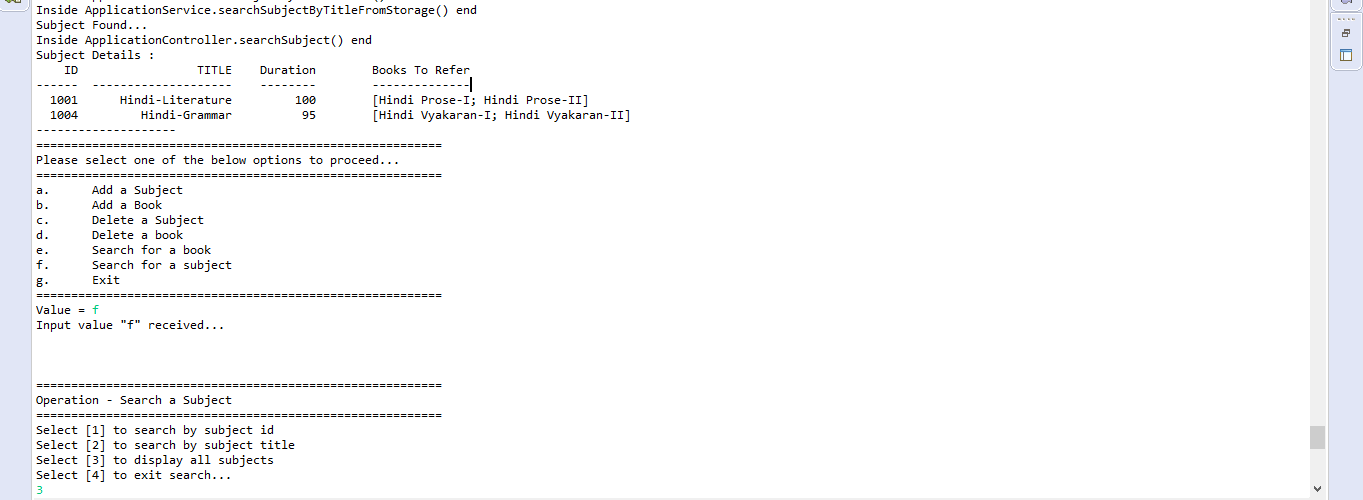 Inside ApplicationService.searchSubjectByTitleFromStorage() end
Subject Found...
Inside ApplicationController.searchSubject() end
Subject Details :
    ID                 TITLE    Duration        Books To Refer
------  --------------------    --------        --------------
  1001      Hindi-Literature         100        [Hindi Prose-I; Hindi Prose-II]
  1004         Hindi-Grammar          95        [Hindi Vyakaran-I; Hindi Vyakaran-II]
--------------------
==========================================================
Please select one of the below options to proceed...
==========================================================
a.      Add a Subject
b.      Add a Book
c.      Delete a Subject
d.      Delete a book
e.      Search for a book
f.      Search for a subject
g.      Exit
==========================================================
Value = f
Input value "f" received...
==========================================================
Operation - Search a Subject
==========================================================
Select [1] to search by subject id
Select [2] to search by subject title
Select [3] to display all subjects
Select [4] to exit search...
3